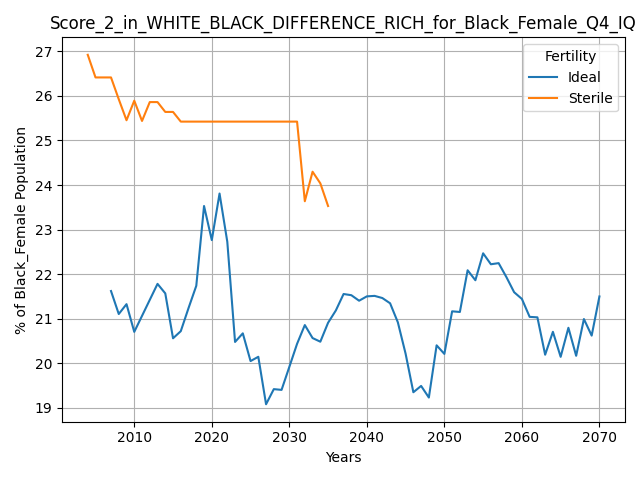 Score_2_in_WHITE_BLACK_DIFFERENCE_RICH_for_Black_Female_Q4_IQ
Fertility
Ideal
Sterile
27
26
25
24
23
22
21
20
19
% of Black_Female Population
2010 2020 2030 2040 2050 2060 2070
Years